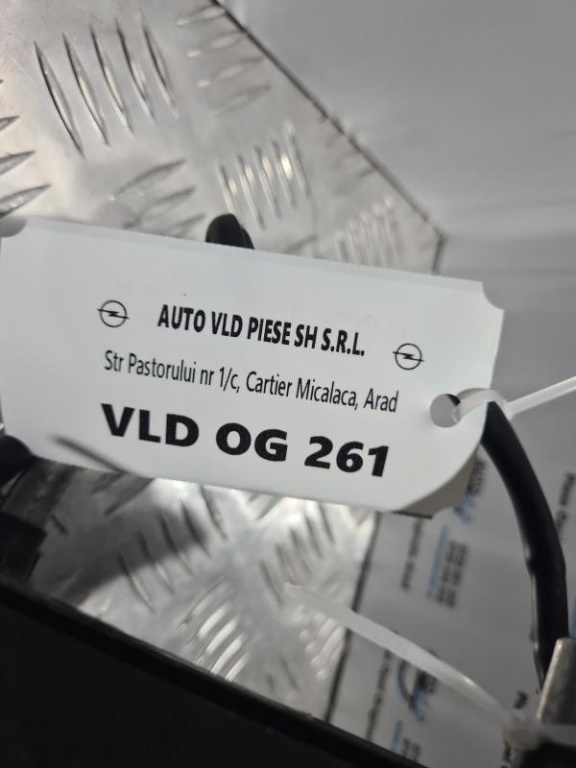 AUTO VLD PIESE SH S.R.L.
Str Pastorului nr 1/c, Cartier Micalaca, Arad
VLD OG 261